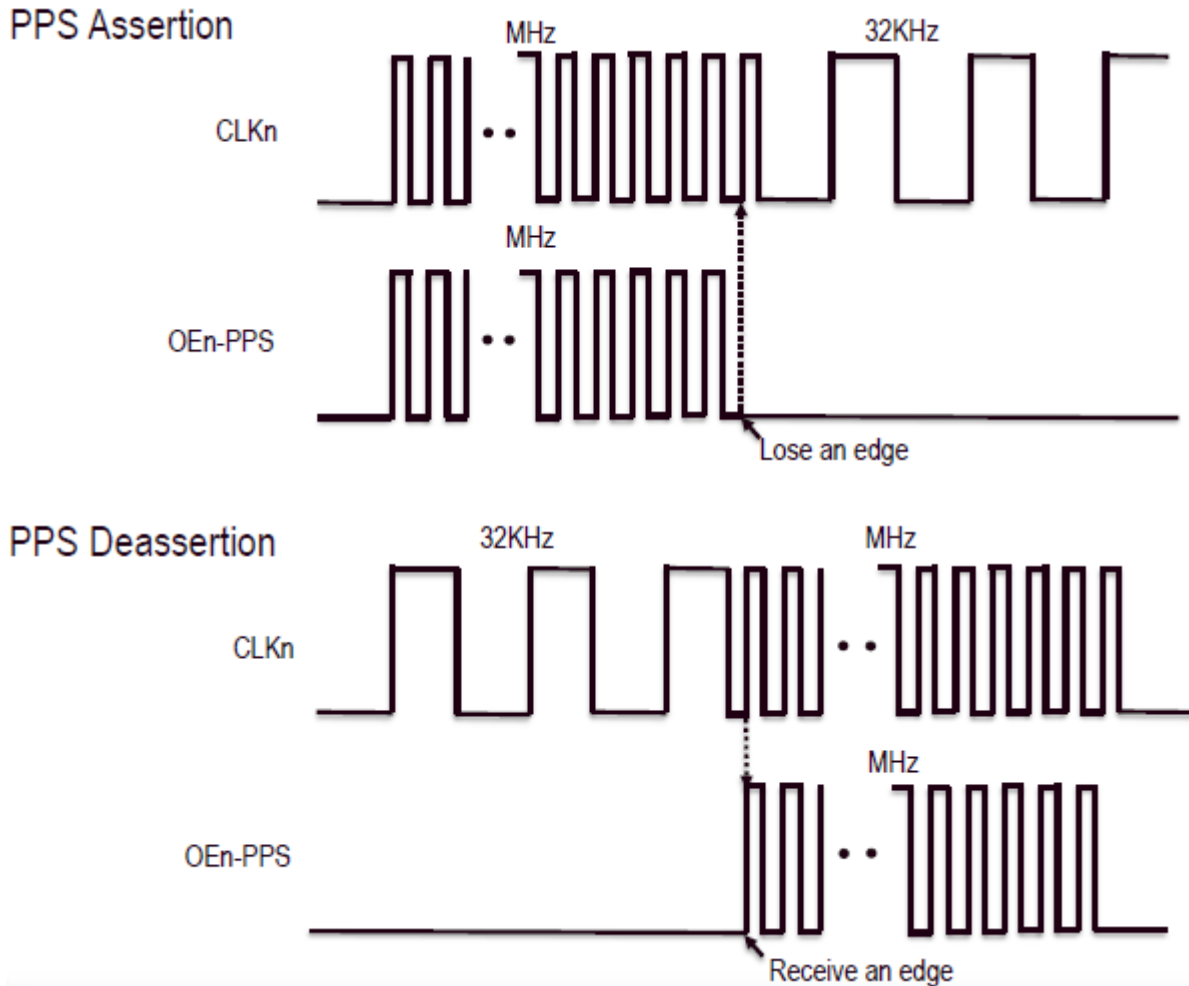 PPS Assertion
MHz
32KHz
CLKn
MHz
OEn-PPS
Lose an edge
PPS Deassertion
32KHz
MHz
CLKn
MHz
OEn-PPS
Receive an edge